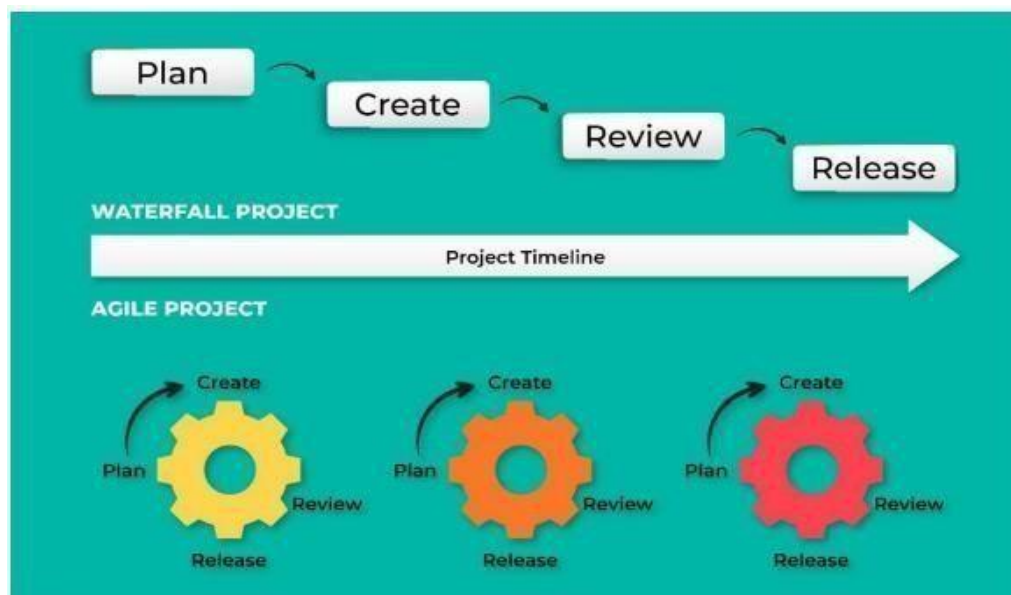 Plan
Create
Review
Release
WATERFALL PROJECT
Project Timeline
AGILE PROJECT
Create
Plan
Review
Release
Create
Plan
Review
Release
Create
Plan
Review
Release